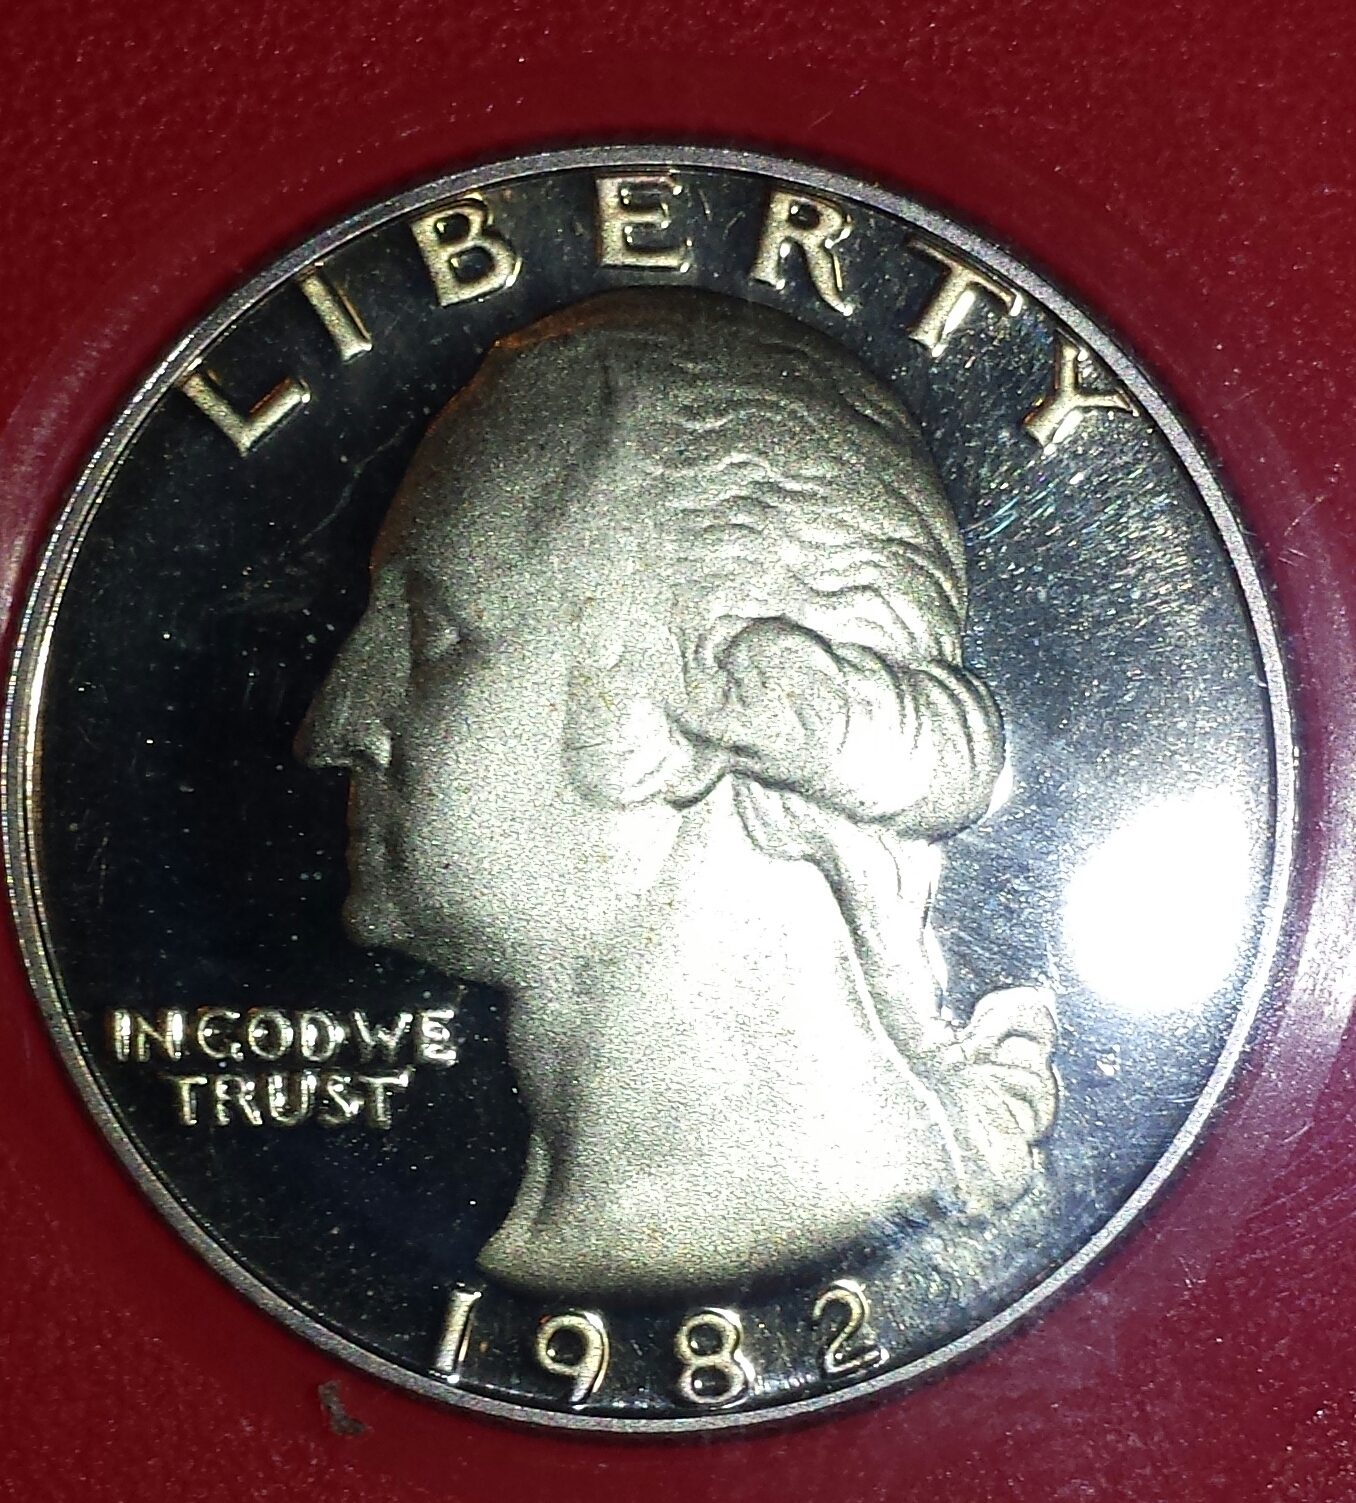 LIBERTY
IN GOD WE
TRUST
1982